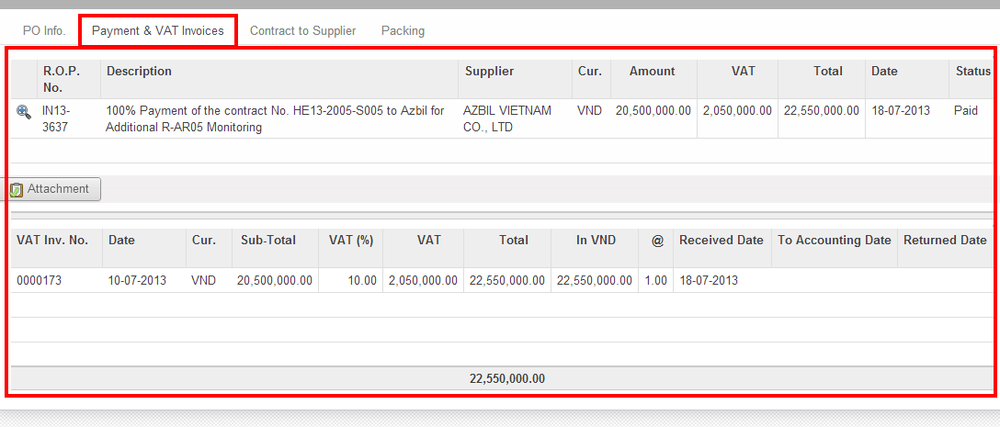 PO Info. Payment & VAT Invoices Contract to Supplier Packing
R.O.P. No. Description Supplier Cur. Amount VAT Total Date Status
IN13-3637 100% Payment of the contract No. HE13-2005-S005 to Azbil for Additional R-AR05 Monitoring AZBIL VIETNAM CO., LTD VND 20,500,000.00 2,050,000.00 22,550,000.00 18-07-2013 Paid
Attachment
VAT Inv. No. Date Cur. Sub-Total VAT (%) VAT Total In VND @ Received Date To Accounting Date Returned Date
0000173 10-07-2013 VND 20,500,000.00 10.00 2,050,000.00 22,550,000.00 22,550,000.00 1.00 18-07-2013
22,550,000.00